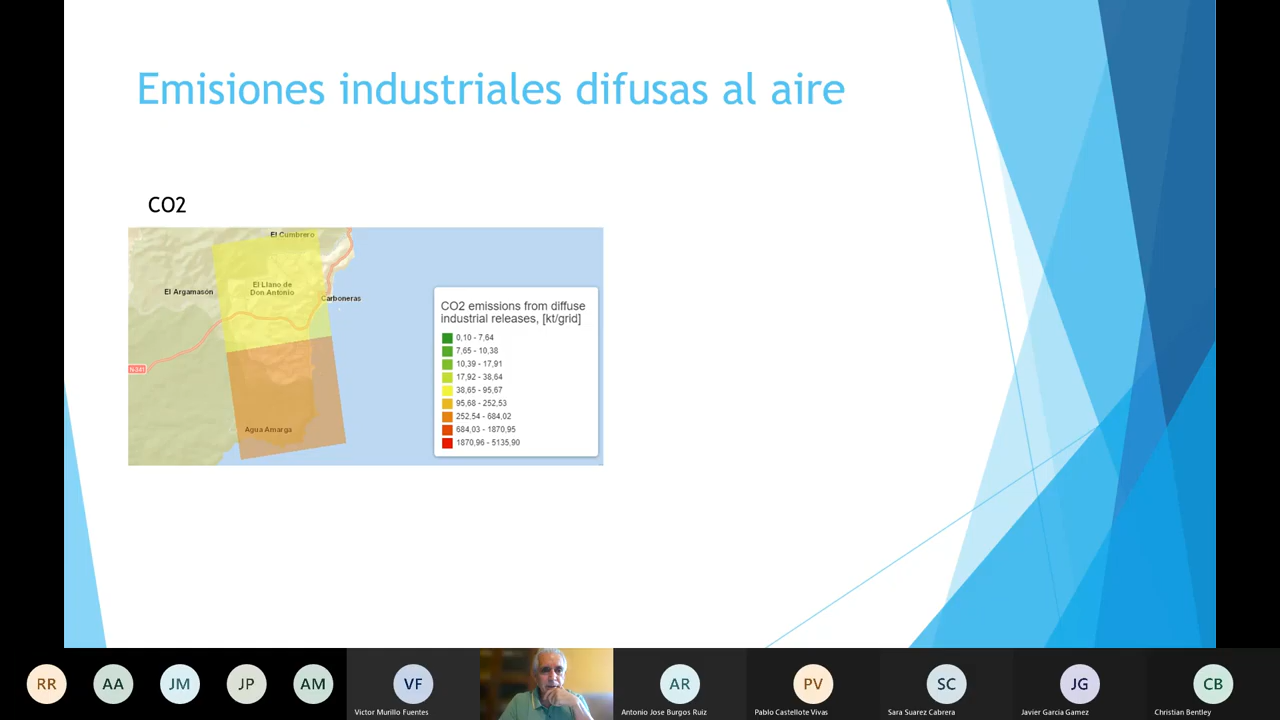 Emisiones industriales difusas al aire
CO2
El Cumbrero
El Argamasón
El Llano de
Don Antonio
Carboneras
N-341
Agua Amarga
CO2 emissions from diffuse
industrial releases, [kt/grid]
0,10 - 7,64
7,65 - 10,38
10,39 - 17,91
17,92 - 38,64
38,65 - 95,67
95,68 - 252,53
252,54 - 684,02
684,03 - 1870,95
1870,96 - 5135,90
RR
AA
JM
JP
AM
VF
Victor Murillo Fuentes
AR
Antonio Jose Burgos Ruiz
PV
Pablo Castellote Vivas
SC
Sara Suarez Cabrera
JG
Javier Garcia Gamez
CB
Christian Bentley